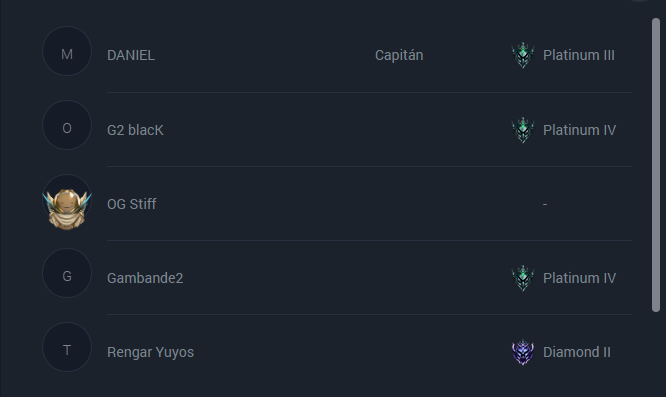 M DANIEL Capitán Platinum III
O G2 blacK Platinum IV
OG Stiff -
G Gambande2 Platinum IV
T Rengar Yuyos Diamond II